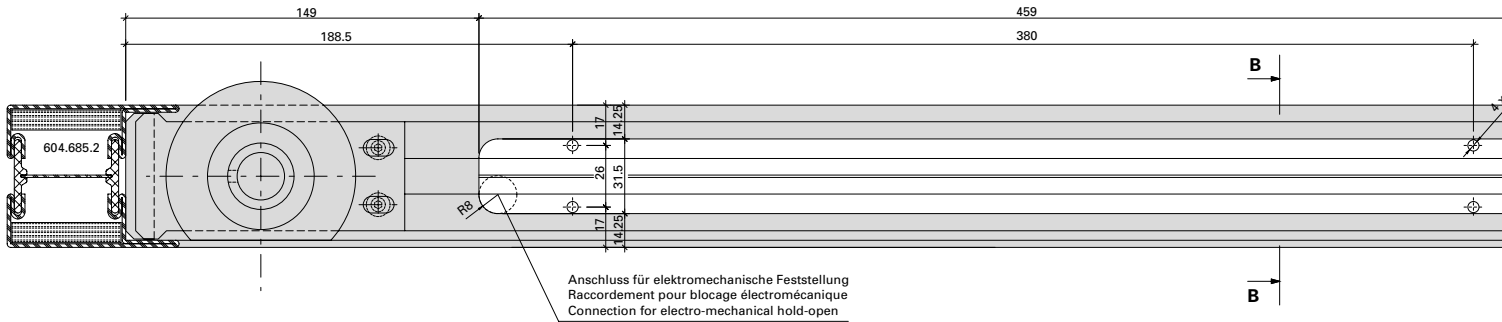 149
459
188.5
380
B
17
14.25
604.685.2
26
31.5
R8
17
14.25
B
Anschluss für elektromechanische Feststellung
Raccordement pour blocage électromécanique
Connection for electro-mechanical hold-open